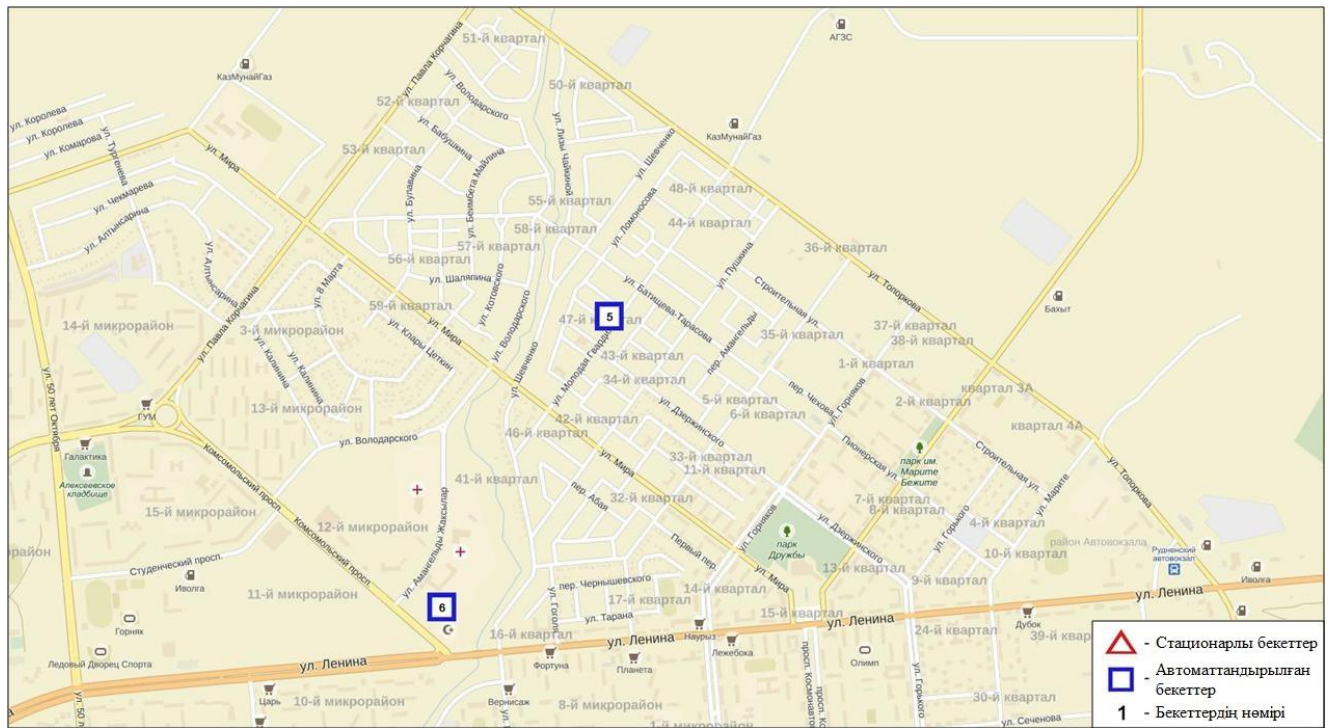 51-й квартал
АГЗС
КазМунайГаз
ул. Павла Корчагина
ул. Володарского
50-й квартал
52-й квартал
ул. Королева
ул. Королева
ул. Комарова
ул. Тургенева
ул. Мира
ул. Бабушкина
53-й квартал
ул. Лизы Чайкиной
ул. Шевченко
КазМунайГаз
ул. Чекмарева
ул. Алтынсарина
ул. Булавина
ул. Беимбета Майлина
48-й квартал
55-й квартал
ул. Ломоносова
44-й квартал
58-й квартал
36-й квартал
ул. Топоркова
57-й квартал
56-й квартал
ул. Шаляпина
ул. Котовского
ул. Пушкина
Строительная ул.
ул. Батищева-Тарасова
ул. Алтынсарина
ул. 8 Марта
59-й квартал
ул. Володарского
Бахыт
5
47-й квартал
14-й микрорайон
ул. Павла Корчагина
3-й микрорайон
ул. Мира
ул. Клары Цеткин
37-й квартал
38-й квартал
35-й квартал
пер. Амангельды
43-й квартал
1-й квартал
ул. Шевченко
ул. Молодая Гвардия
34-й квартал
ул. Калинина
ул. Калинина
ул. 50 лет Октября
квартал 3А
2-й квартал
пер. Чехова
ул. Горняков
5-й квартал
6-й квартал
ГУМ
13-й микрорайон
42-й квартал
46-й квартал
ул. Дзержинского
квартал 4А
ул. Володарского
Галактика
Алексеевское
кладбище
Комсомольский просп.
ул. Мира
33-й квартал
11-й квартал
Пионерская ул.
парк им.
Марите
Бежите
Строительная ул.
ул. Топоркова
41-й квартал
ул. Марите
15-й микрорайон
12-й микрорайон
ул. Амангельды Жаксылар
пер. Абая
32-й квартал
7-й квартал
8-й квартал
ул. Горького
4-й квартал
ул. Горняков
ул. Дзержинского
парк
Дружбы
Первый пер.
район Автовокзала
10-й квартал
Рудненский
автовокзал
Студенческий просп.
Комсомольский просп.
Иволга
11-й микрорайон
пер. Чернышевского
13-й квартал
9-й квартал
Иволга
ул. Мира
14-й квартал
17-й квартал
ул. Гоголя
ул. Тарана
6
15-й квартал
ул. Ленина
Горняк
16-й квартал
ул. Ленина
Наурыз
ул. Ленина
24-й квартал
Дубок
Ледовый Дворец Спорта
ул. Ленина
Фортуна
Планета
Лежебока
Олимп
просп. Космонавтов
ул. Горького
Царь
10-й микрорайон
Вернисаж
8-й микрорайон
30-й квартал
ул. Сеченова
- Стационарлы бекеттер
- Автоматтандырылған
бекеттер
1 - Бекеттердің нөмірі